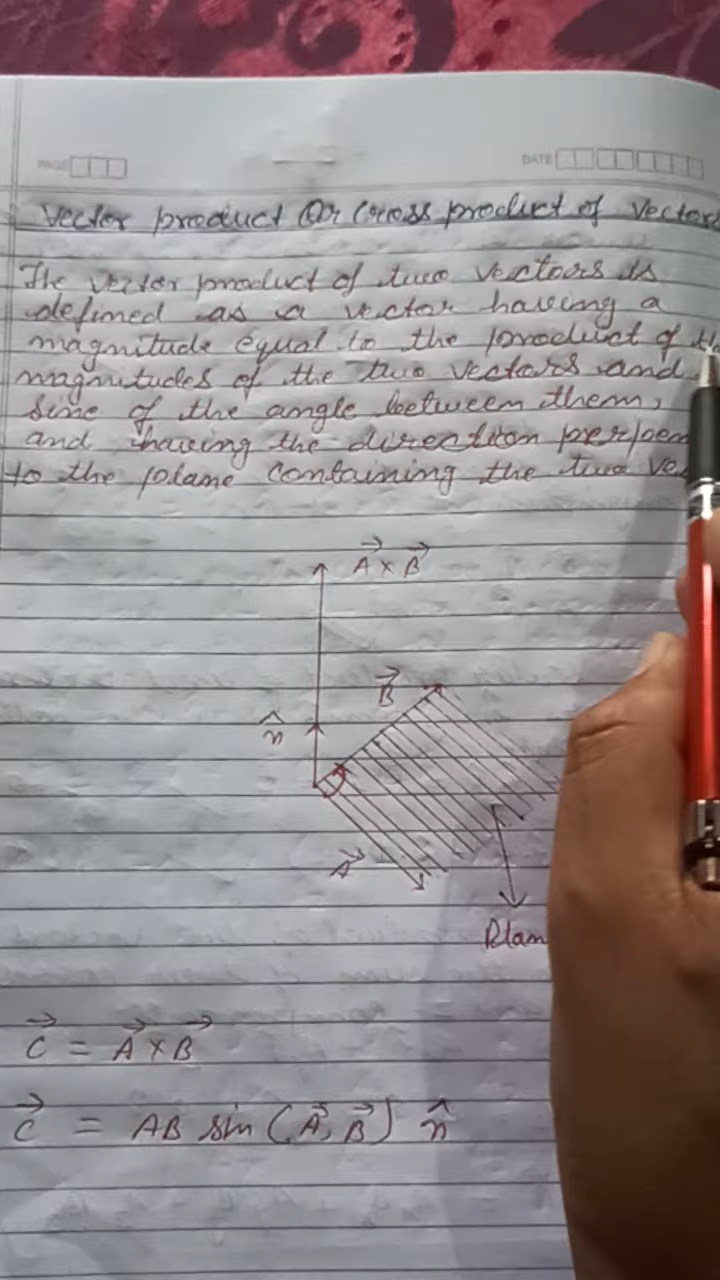 PAGE
DATE
Vector product Or Cross product of Vector
The vector product of two vectors is
defined as a vector having a
magnitude equal to the product of th
magnitudes of the two vectors and
sine of the angle between them,
and having the direction perpen
to the plane containing the two ve
A⃗ × B⃗
B⃗
n̂
A⃗
Plan
C⃗ = A⃗ × B⃗
C⃗ = AB sin (A⃗, B⃗) n̂